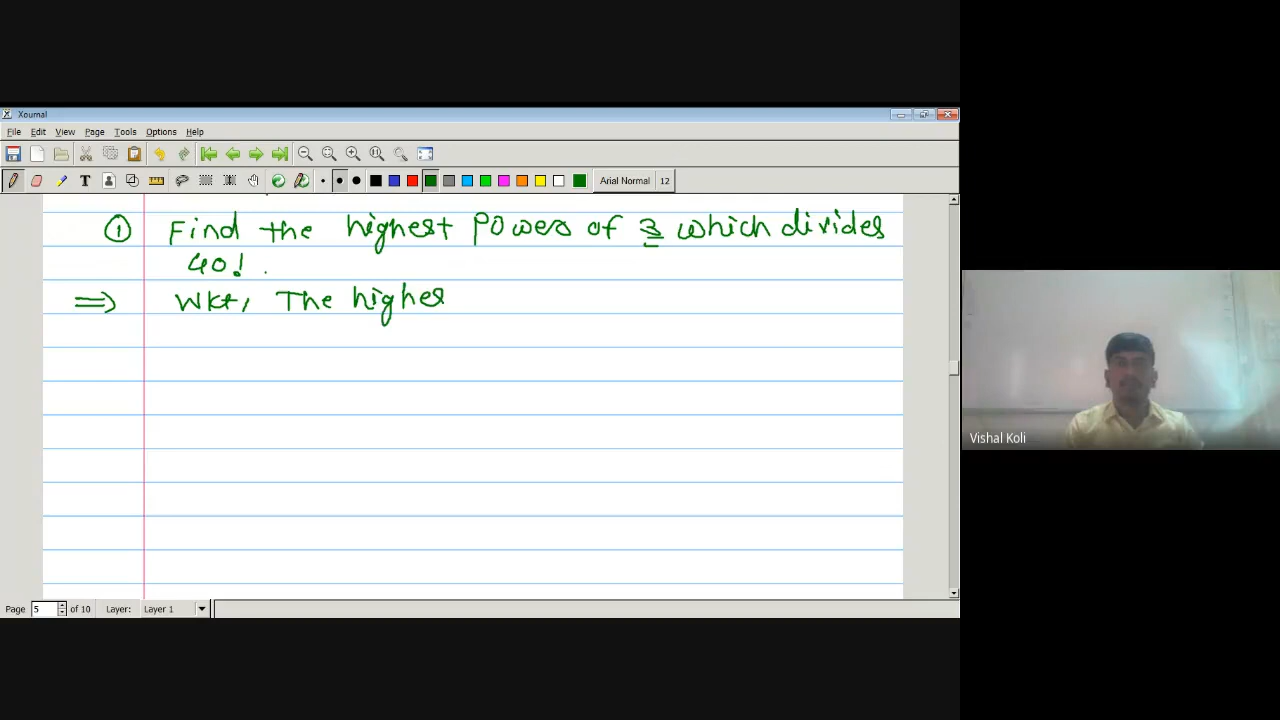 Xournal
File Edit View Page Tools Options Help
Arial Normal 12
① Find the highest power of 3 which divides
40!.
⇒ Wkt, The highes
Vishal Koli
Page 5 of 10 Layer: Layer 1